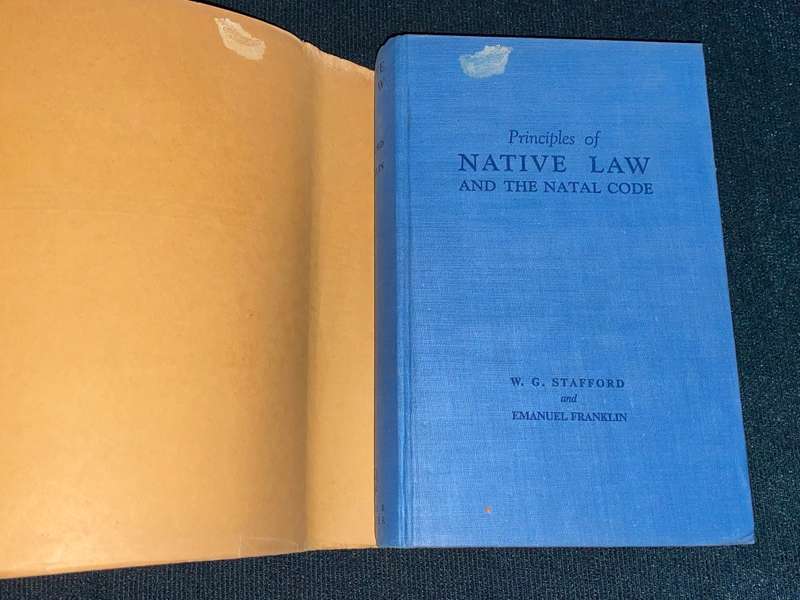 Principles of
NATIVE LAW
AND THE NATAL CODE
W. G. STAFFORD
and
EMANUEL FRANKLIN